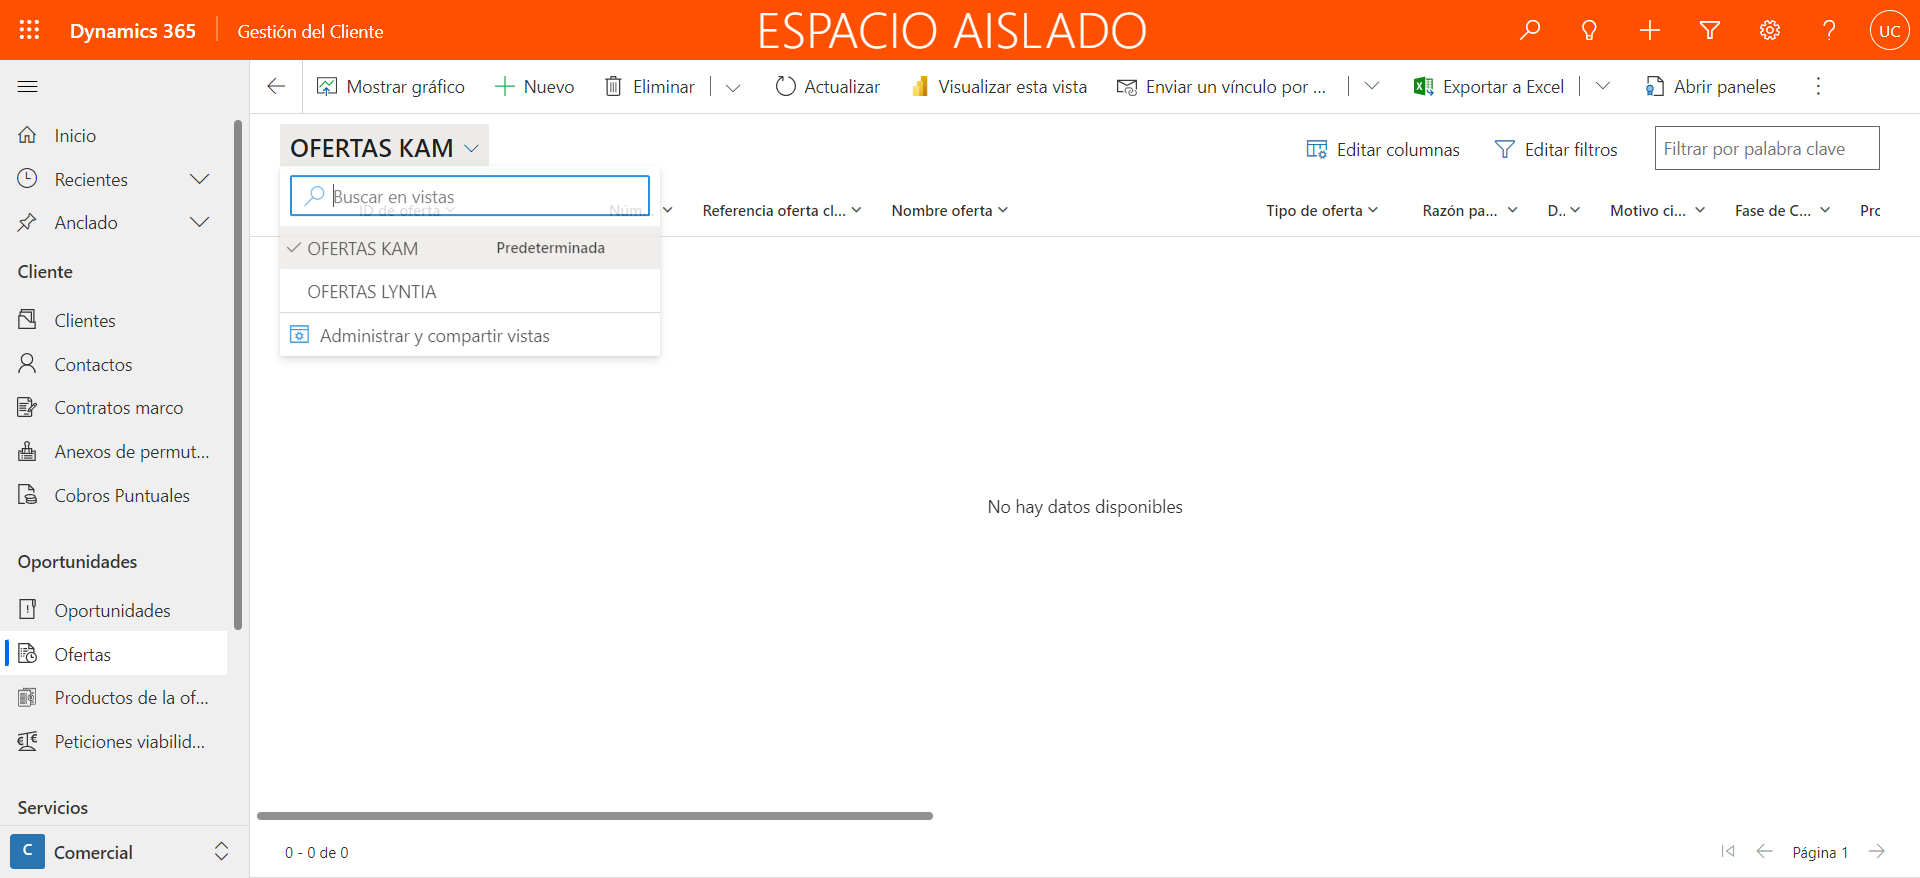 Dynamics 365
Gestión del Cliente
ESPACIO AISLADO
UC
Mostrar gráfico
Nuevo
Eliminar
Actualizar
Visualizar esta vista
Enviar un vínculo por ...
Exportar a Excel
Abrir paneles
Inicio
Recientes
Anclado
Cliente
Clientes
Contactos
Contratos marco
Anexos de permut...
Cobros Puntuales
Oportunidades
Oportunidades
Ofertas
Productos de la of...
Peticiones viabilid...
Servicios
C
Comercial
OFERTAS KAM
Editar columnas
Editar filtros
Filtrar por palabra clave
Buscar en vistas
ID de oferta
Núm...
Referencia oferta cl...
Nombre oferta
Tipo de oferta
Razón pa...
D..
Motivo ci...
Fase de C...
Prc
OFERTAS KAM
Predeterminada
OFERTAS LYNTIA
Administrar y compartir vistas
No hay datos disponibles
0 - 0 de 0
Página 1